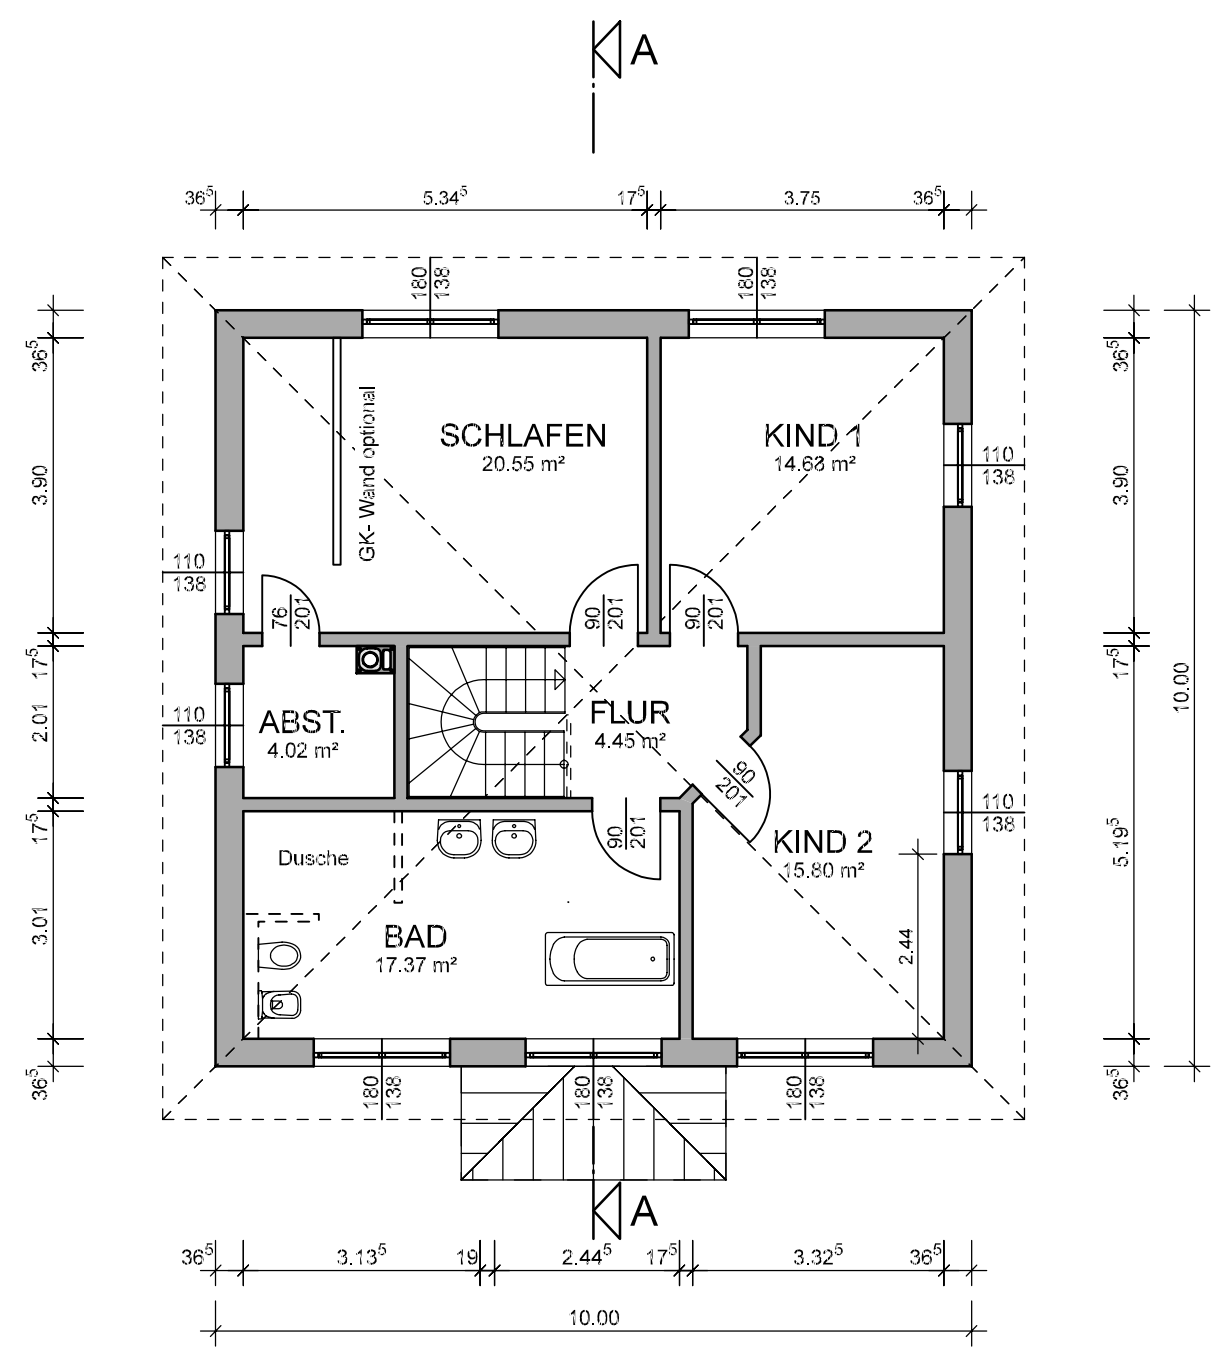 A
36⁵ 5.34⁵ 17⁵ 3.75 36⁵
180
138
180
138
36⁵
3.90
17⁵
2.01
17⁵
3.01
36⁵
GK- Wand optional
SCHLAFEN
20.55 m²
KIND 1
14.63 m²
110
138
110
138
76
201
90
201
90
201
ABST.
4.02 m²
110
138
FLUR
4.45 m²
90
201
90
201
KIND 2
15.80 m²
110
138
2.44
Dusche
BAD
17.37 m²
36⁵
3.90
17⁵
5.19⁵
36⁵
10.00
180
138
180
138
180
138
A
36⁵ 3.13⁵ 19 2.44⁵ 17⁵ 3.32⁵ 36⁵
10.00